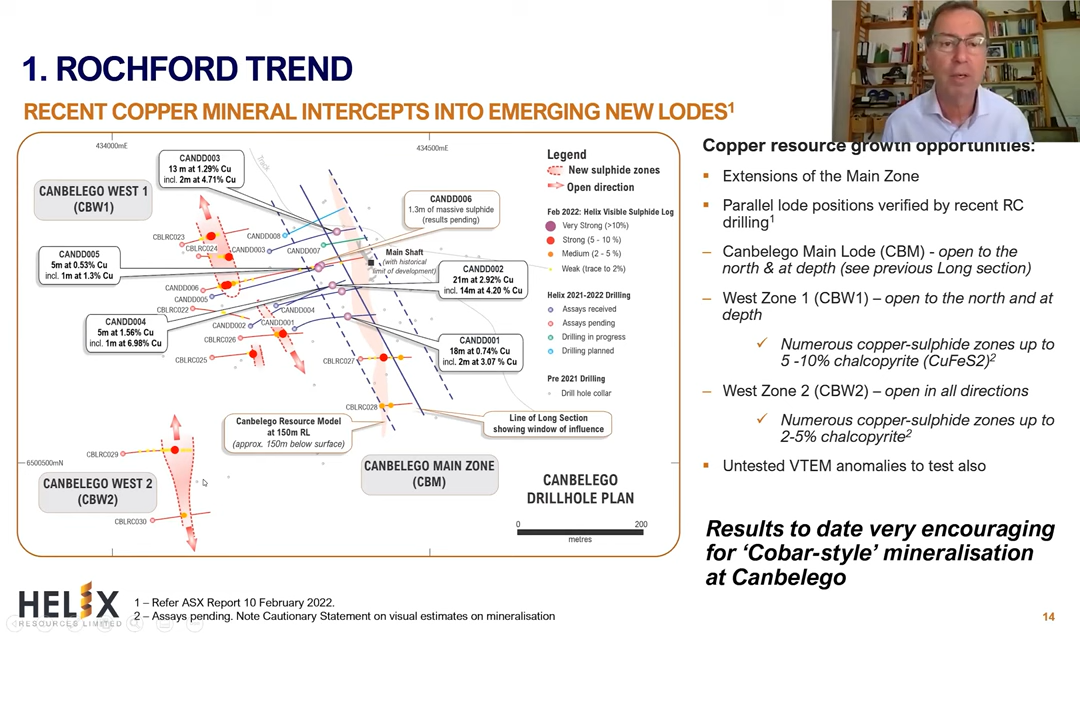 1. ROCHFORD TREND
RECENT COPPER MINERAL INTERCEPTS INTO EMERGING NEW LODES1
434000mE
434500mE
Track
CANDD003
13 m at 1.29% Cu
incl. 2m at 4.71% Cu
CANBELEGO WEST 1
(CBW1)
CANDD006
1.3m of massive sulphide
(results pending)
CBLRC023
CBLRC024
CANDD008
CANDD003
CANDD007
Main Shaft
(with historical
limit of development)
CANDD005
5m at 0.53% Cu
incl. 1m at 1.3% Cu
CANDD002
21m at 2.92% Cu
incl. 14m at 4.20 % Cu
CANDD006
CANDD005
CBLRC022
CANDD004
CANDD002
CANDD001
CANDD004
5m at 1.56% Cu
incl. 1m at 6.98% Cu
CBLRC026
CBLRC025
CBLRC027
CANDD001
18m at 0.74% Cu
incl. 2m at 3.07 % Cu
CBLRC028
Canbelego Resource Model
at 150m RL
(approx. 150m below surface)
Line of Long Section
showing window of influence
CBLRC029
6500500mN
CANBELEGO WEST 2
(CBW2)
CBLRC030
CANBELEGO MAIN ZONE
(CBM)
CANBELEGO
DRILLHOLE PLAN
0
200
metres
Legend
New sulphide zones
Open direction
Feb 2022: Helix Visible Sulphide Log
Very Strong (>10%)
Strong (5 - 10 %)
Medium (2 - 5 %)
Weak (trace to 2%)
Helix 2021-2022 Drilling
Assays received
Assays pending
Drilling in progress
Drilling planned
Pre 2021 Drilling
Drill hole collar
Copper resource growth opportunities:
▪ Extensions of the Main Zone
▪ Parallel lode positions verified by recent RC
drilling1
– Canbelego Main Lode (CBM) - open to the
north & at depth (see previous Long section)
– West Zone 1 (CBW1) – open to the north and at
depth
✓ Numerous copper-sulphide zones up to
5 -10% chalcopyrite (CuFeS2)2
– West Zone 2 (CBW2) – open in all directions
✓ Numerous copper-sulphide zones up to
2-5% chalcopyrite2
▪ Untested VTEM anomalies to test also
Results to date very encouraging
for ‘Cobar-style’ mineralisation
at Canbelego
HELIX
RESOURCES LIMITED
1 – Refer ASX Report 10 February 2022.
2 – Assays pending. Note Cautionary Statement on visual estimates on mineralisation
14